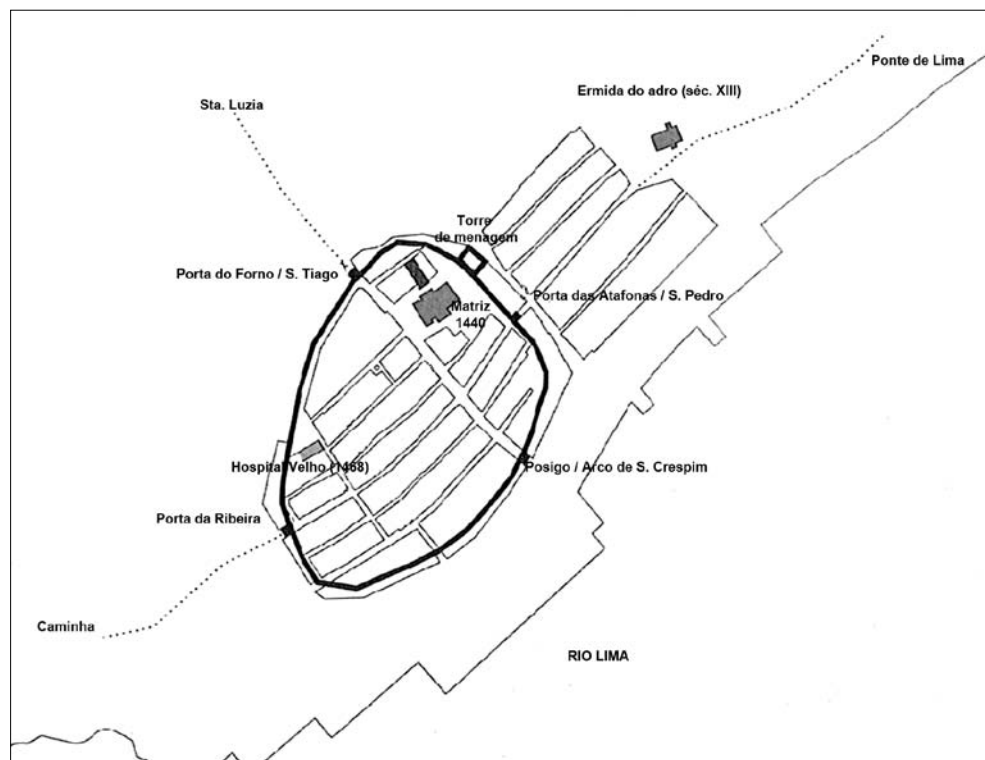 Ponte de Lima
Ermida do adro (séc. XIII)
Sta. Luzia
Torre
de menagem
Porta do Forno / S. Tiago
Porta das Atafonas / S. Pedro
Matriz
1440
Hospital Velho (1468)
Posigo / Arco de S. Crespim
Porta da Ribeira
Caminha
RIO LIMA